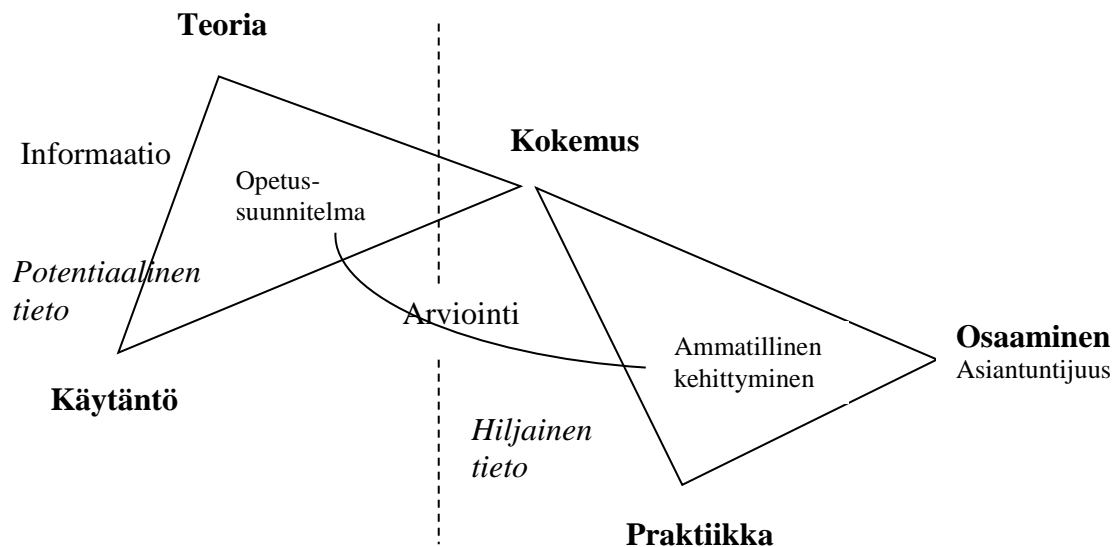 Teoria
Informaatio
Kokemus
Opetus-
suunnitelma
Potentiaalinen
tieto
Arviointi
Ammatillinen
kehittyminen
Osaaminen
Asiantuntijuus
Käytäntö
Hiljainen
tieto
Praktiikka